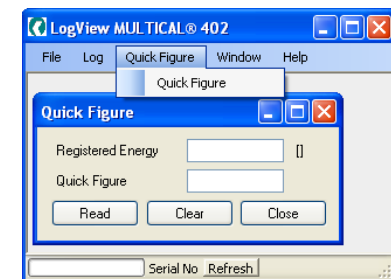 LogView MULTICAL® 402
File Log Quick Figure Window Help
Quick Figure
Quick Figure
Registered Energy []
Quick Figure
Read Clear Close
Serial No Refresh